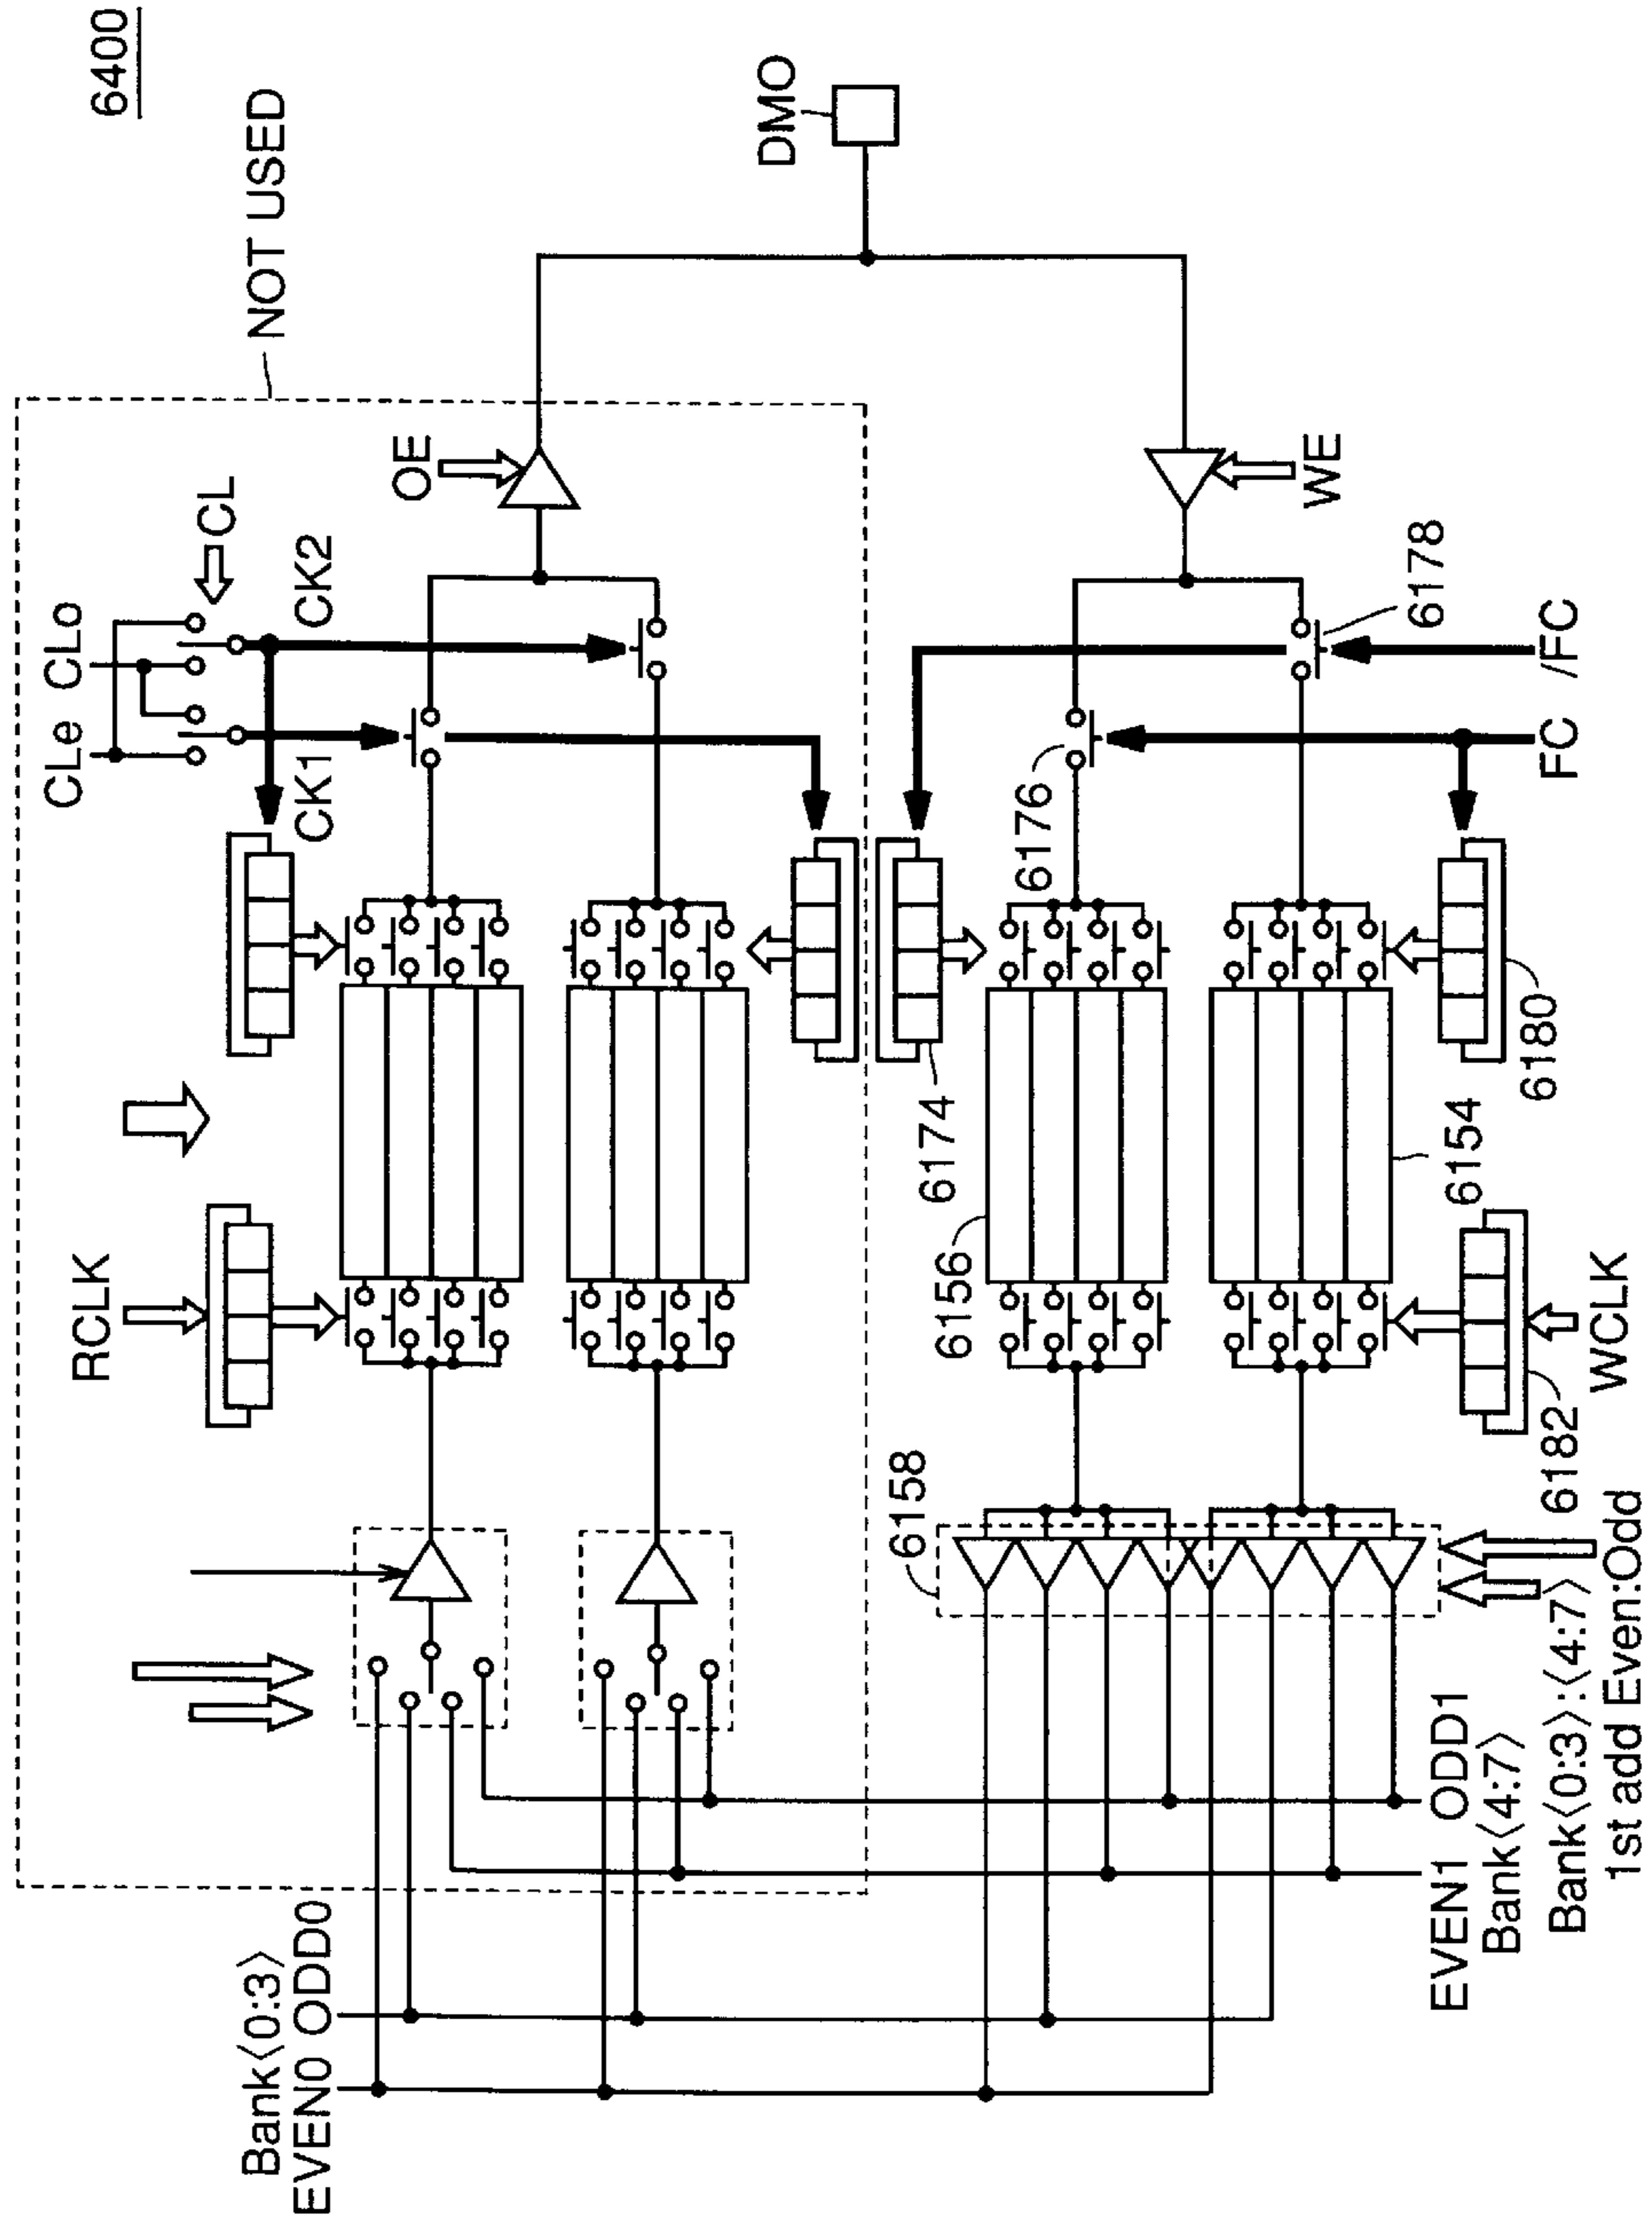 6400
NOT USED
CLe CLo
CL
CK1
CK2
OE
DMO
RCLK
Bank<0:3>
EVEN0 ODD0
6158
6156
6174
6176
6178
WE
FC /FC
6180
6154
6182
WCLK
EVEN1 ODD1
Bank<4:7>
Bank<0:3>:<4:7>
1st add Even:Odd